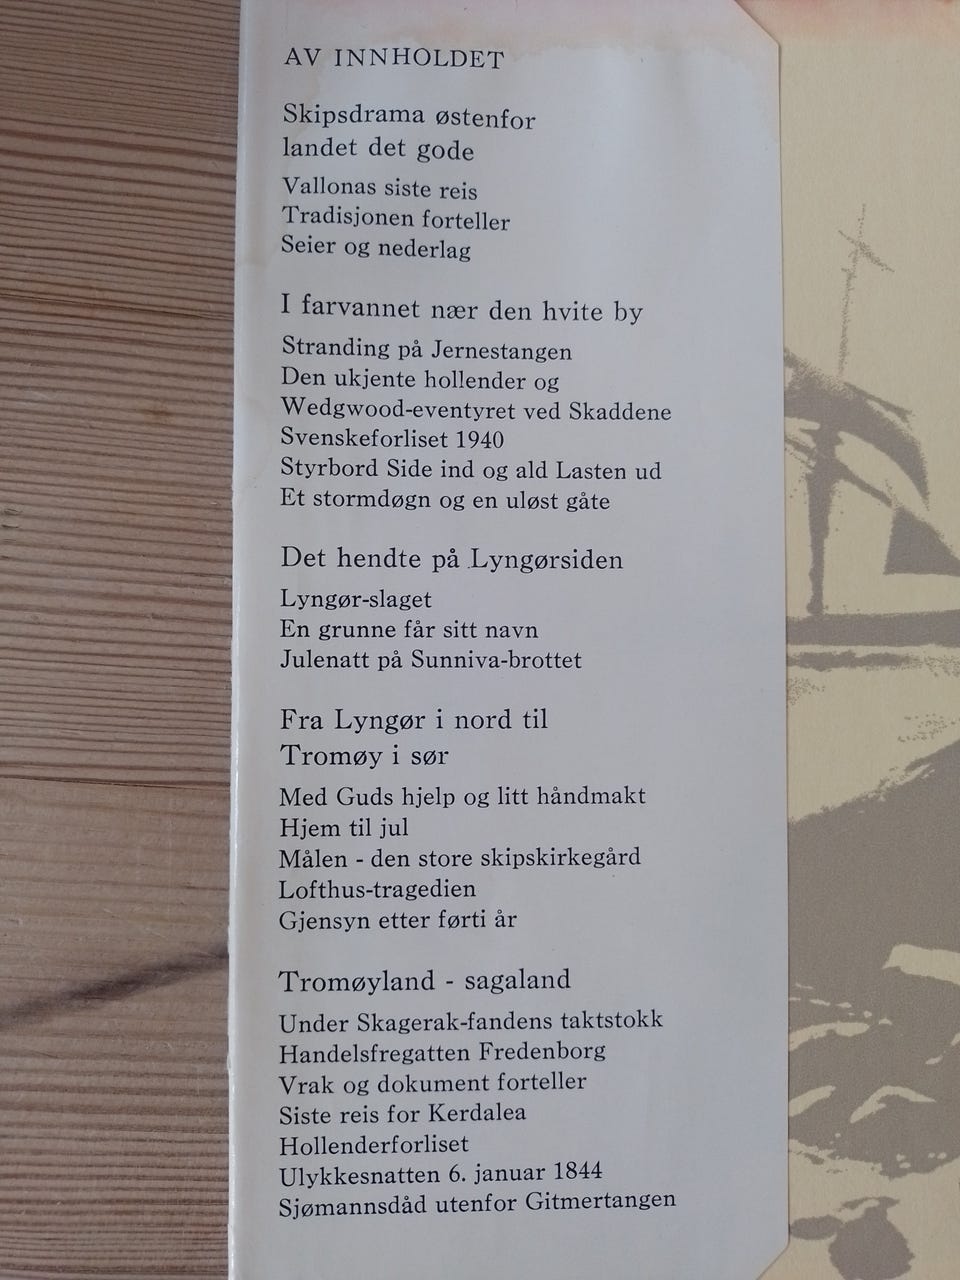 AV INNHOLDET
Skipsdrama østenfor
landet det gode
Vallonas siste reis
Tradisjonen forteller
Seier og nederlag
I farvannet nær den hvite by
Stranding på Jernestangen
Den ukjente hollender og
Wedgwood-eventyret ved Skaddene
Svenskeforliset 1940
Styrbord Side ind og ald Lasten ud
Et stormdøgn og en uløst gåte
Det hendte på Lyngørsiden
Lyngør-slaget
En grunne får sitt navn
Julenatt på Sunniva-brottet
Fra Lyngør i nord til
Tromøy i sør
Med Guds hjelp og litt håndmakt
Hjem til jul
Målen - den store skipskirkegård
Lofthus-tragedien
Gjensyn etter førti år
Tromøyland - sagaland
Under Skagerak-fandens taktstokk
Handelsfregatten Fredenborg
Vrak og dokument forteller
Siste reis for Kerdalea
Hollenderforliset
Ulykkesnatten 6. januar 1844
Sjømannsdåd utenfor Gitmertangen